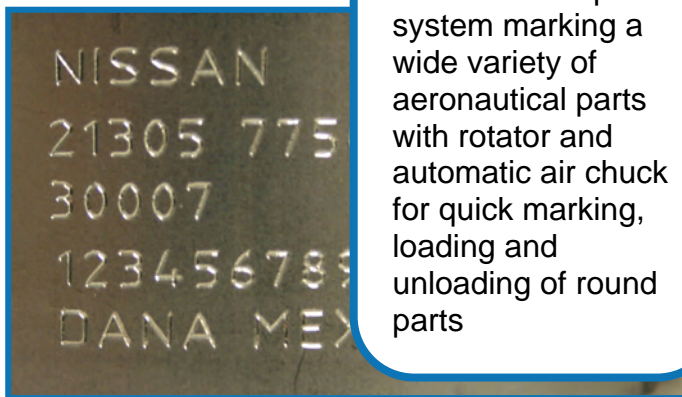 NISSAN
21305 775
30007
123456789
DANA MEX
system marking a
wide variety of
aeronautical parts
with rotator and
automatic air chuck
for quick marking,
loading and
unloading of round
parts